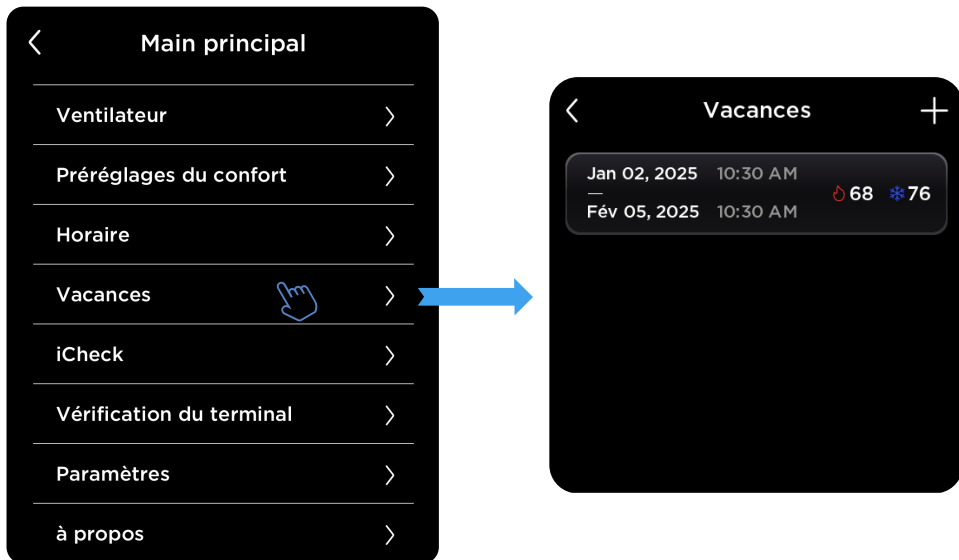 Main principal
Ventilateur
Préréglages du confort
Horaire
Vacances
iCheck
Vérification du terminal
Paramètres
à propos
Vacances
Jan 02, 2025 10:30 AM
—
Fév 05, 2025 10:30 AM
68 76